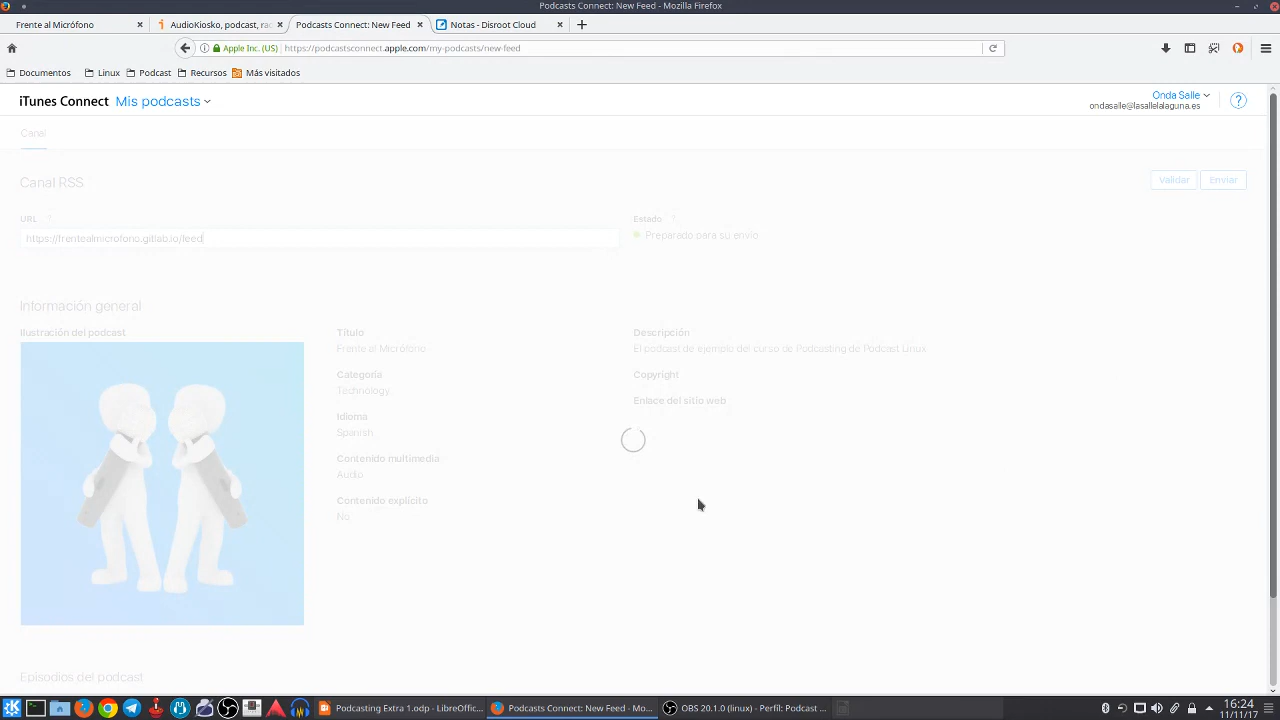 Podcasts Connect: New Feed - Mozilla Firefox
Frente al Micrófono
AudioKiosko, podcast, rad
Podcasts Connect: New Feed
Notas - Disroot Cloud
Apple Inc. (US)
https://podcastsconnect.apple.com/my-podcasts/new-feed
Documentos
Linux
Podcast
Recursos
Más visitados
iTunes Connect Mis podcasts
Onda Salle
ondasalle@lasallelalaguna.es
?
Canal
Canal RSS
Validar
Enviar
URL ?
Estado ?
https://frentealmicrofono.gitlab.io/feed
Preparado para su envío
Información general
Ilustración del podcast
Título
Descripción
Frente al Micrófono
El podcast de ejemplo del curso de Podcasting de Podcast Linux
Categoría
Copyright
Technology
Enlace del sitio web
Idioma
Spanish
Contenido multimedia
Audio
Contenido explícito
No
Episodios del podcast
Podcasting Extra 1.odp - LibreOffic...
Podcasts Connect: New Feed - Mo...
OBS 20.1.0 (linux) - Perfil: Podcast ...
16:24
11/11/17